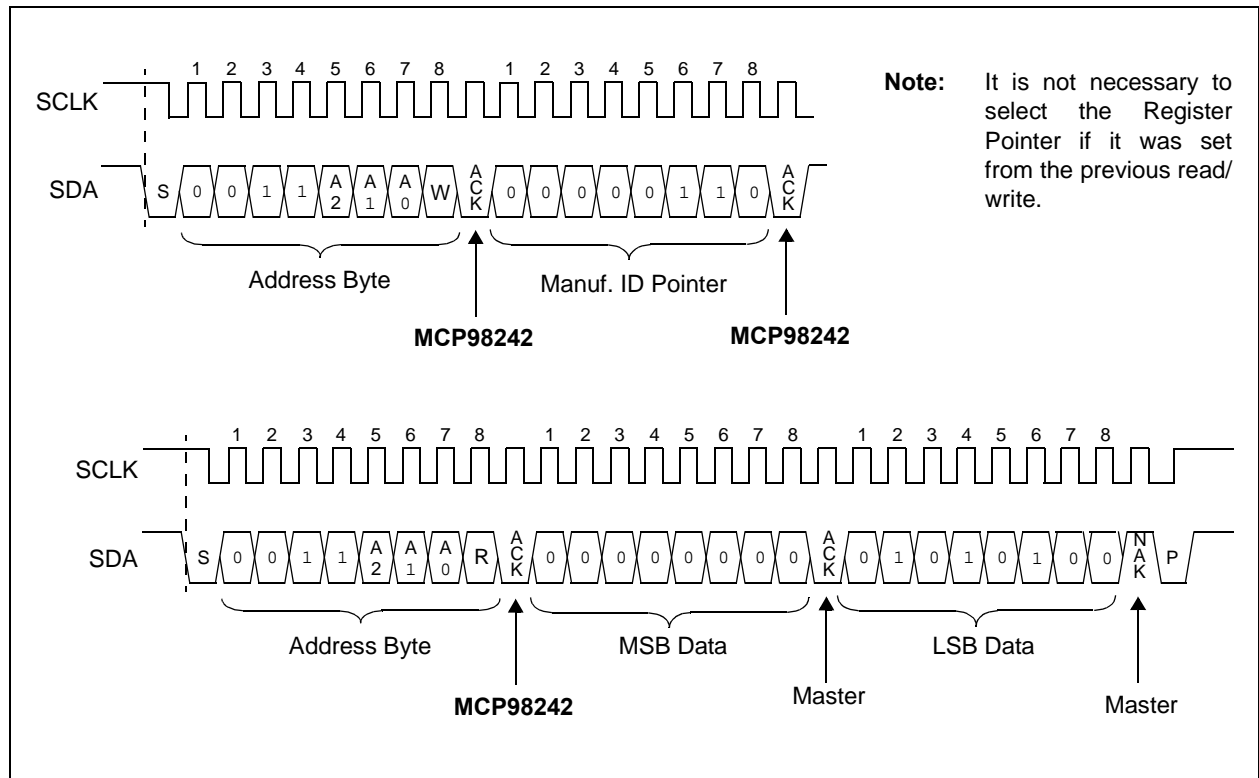 1 2 3 4 5 6 7 8 1 2 3 4 5 6 7 8
SCLK
SDA
S 0 0 1 1 A2 A1 A0 W ACK 0 0 0 0 0 1 1 0 ACK
Address Byte
Manuf. ID Pointer
MCP98242
MCP98242
Note: It is not necessary to
select the Register
Pointer if it was set
from the previous read/
write.
1 2 3 4 5 6 7 8 1 2 3 4 5 6 7 8 1 2 3 4 5 6 7 8
SCLK
SDA
S 0 0 1 1 A2 A1 A0 R ACK 0 0 0 0 0 0 0 0 ACK 0 1 0 1 0 1 0 0 NAK P
Address Byte
MSB Data
LSB Data
MCP98242
Master
Master